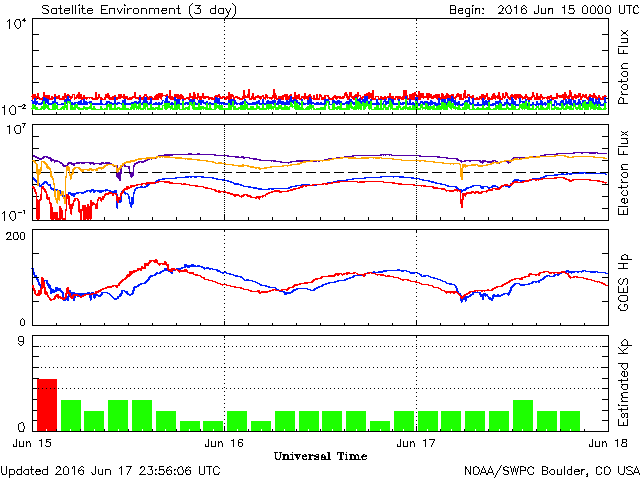 Satellite Environment (3 day) Begin: 2016 Jun 15 0000 UTC
10⁴
10⁻²
Proton Flux
10⁷
10⁻¹
Electron Flux
200
0
GOES Hp
9
0
Estimated Kp
Jun 15 Jun 16 Jun 17 Jun 18
Universal Time
Updated 2016 Jun 17 23:56:06 UTC NOAA/SWPC Boulder, CO USA